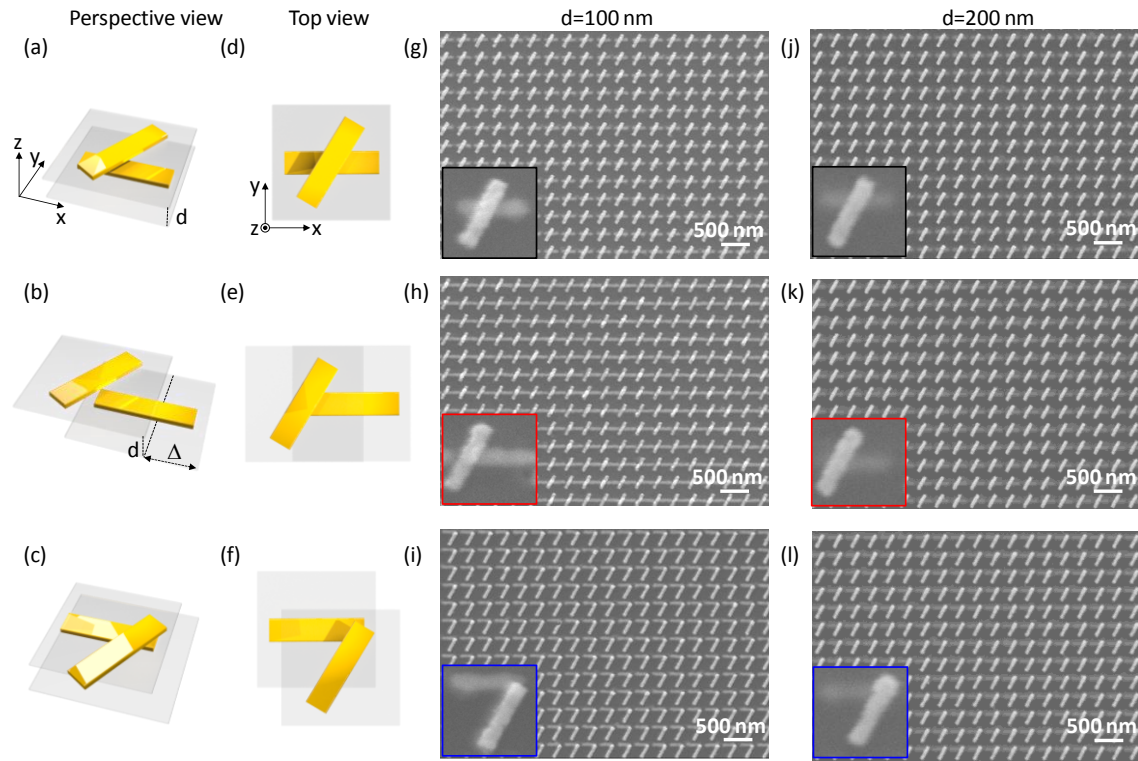 Perspective view
Top view
d=100 nm
d=200 nm
(a)
(d)
(g)
(j)
z
y
x
d
y
z
x
500 nm
500 nm
(b)
(e)
(h)
(k)
d
Δ
500 nm
500 nm
(c)
(f)
(i)
(l)
500 nm
500 nm